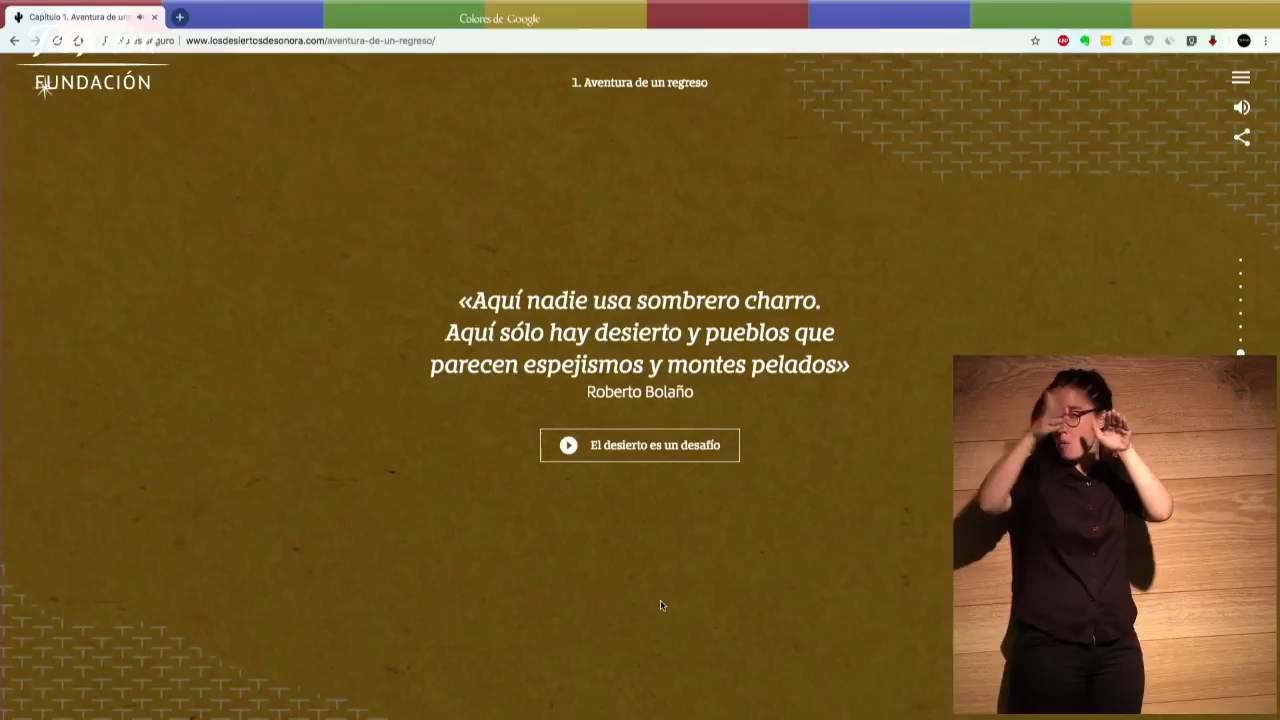 Capítulo 1. Aventura de un
Colores de Google
www.losdesiertosdesonora.com/aventura-de-un-regreso/
FUNDACIÓN
1. Aventura de un regreso
«Aquí nadie usa sombrero charro.
Aquí sólo hay desierto y pueblos que
parecen espejismos y montes pelados»
Roberto Bolaño
El desierto es un desafío